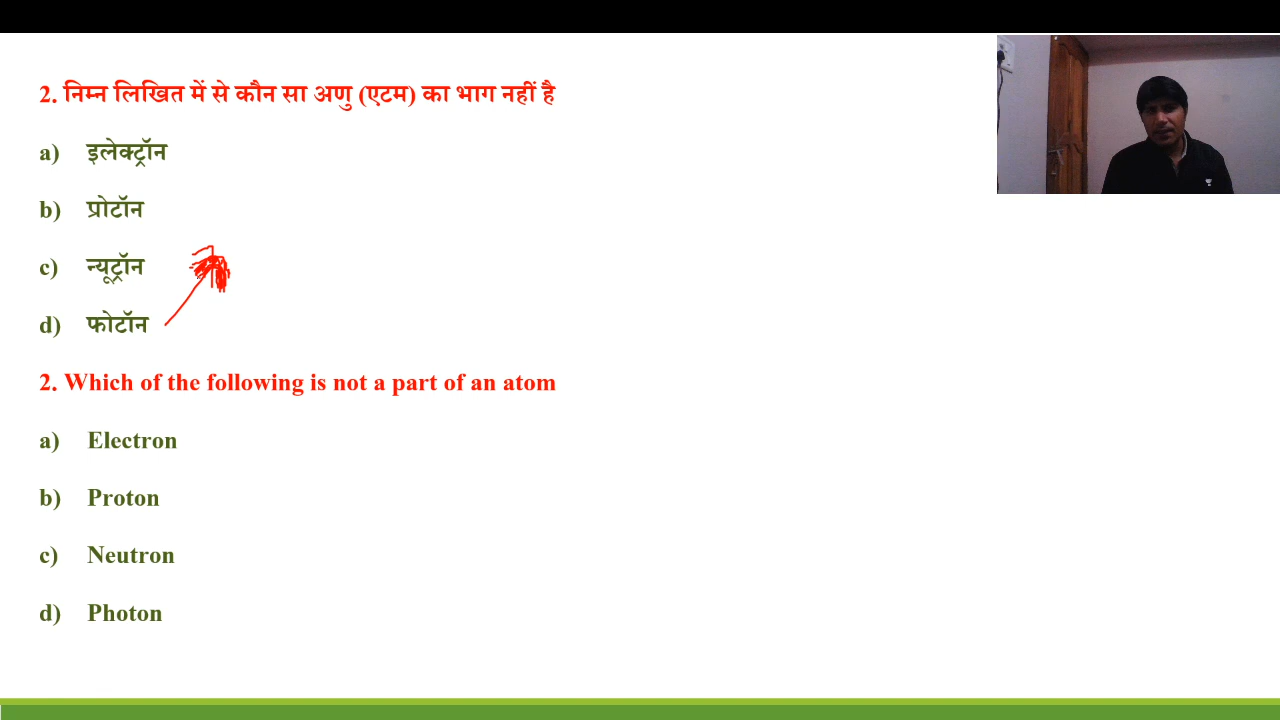 2. निम्न लिखित में से कौन सा अणु (एटम) का भाग नहीं है
a) इलेक्ट्रॉन
b) प्रोटॉन
c) न्यूट्रॉन
d) फोटॉन
2. Which of the following is not a part of an atom
a) Electron
b) Proton
c) Neutron
d) Photon